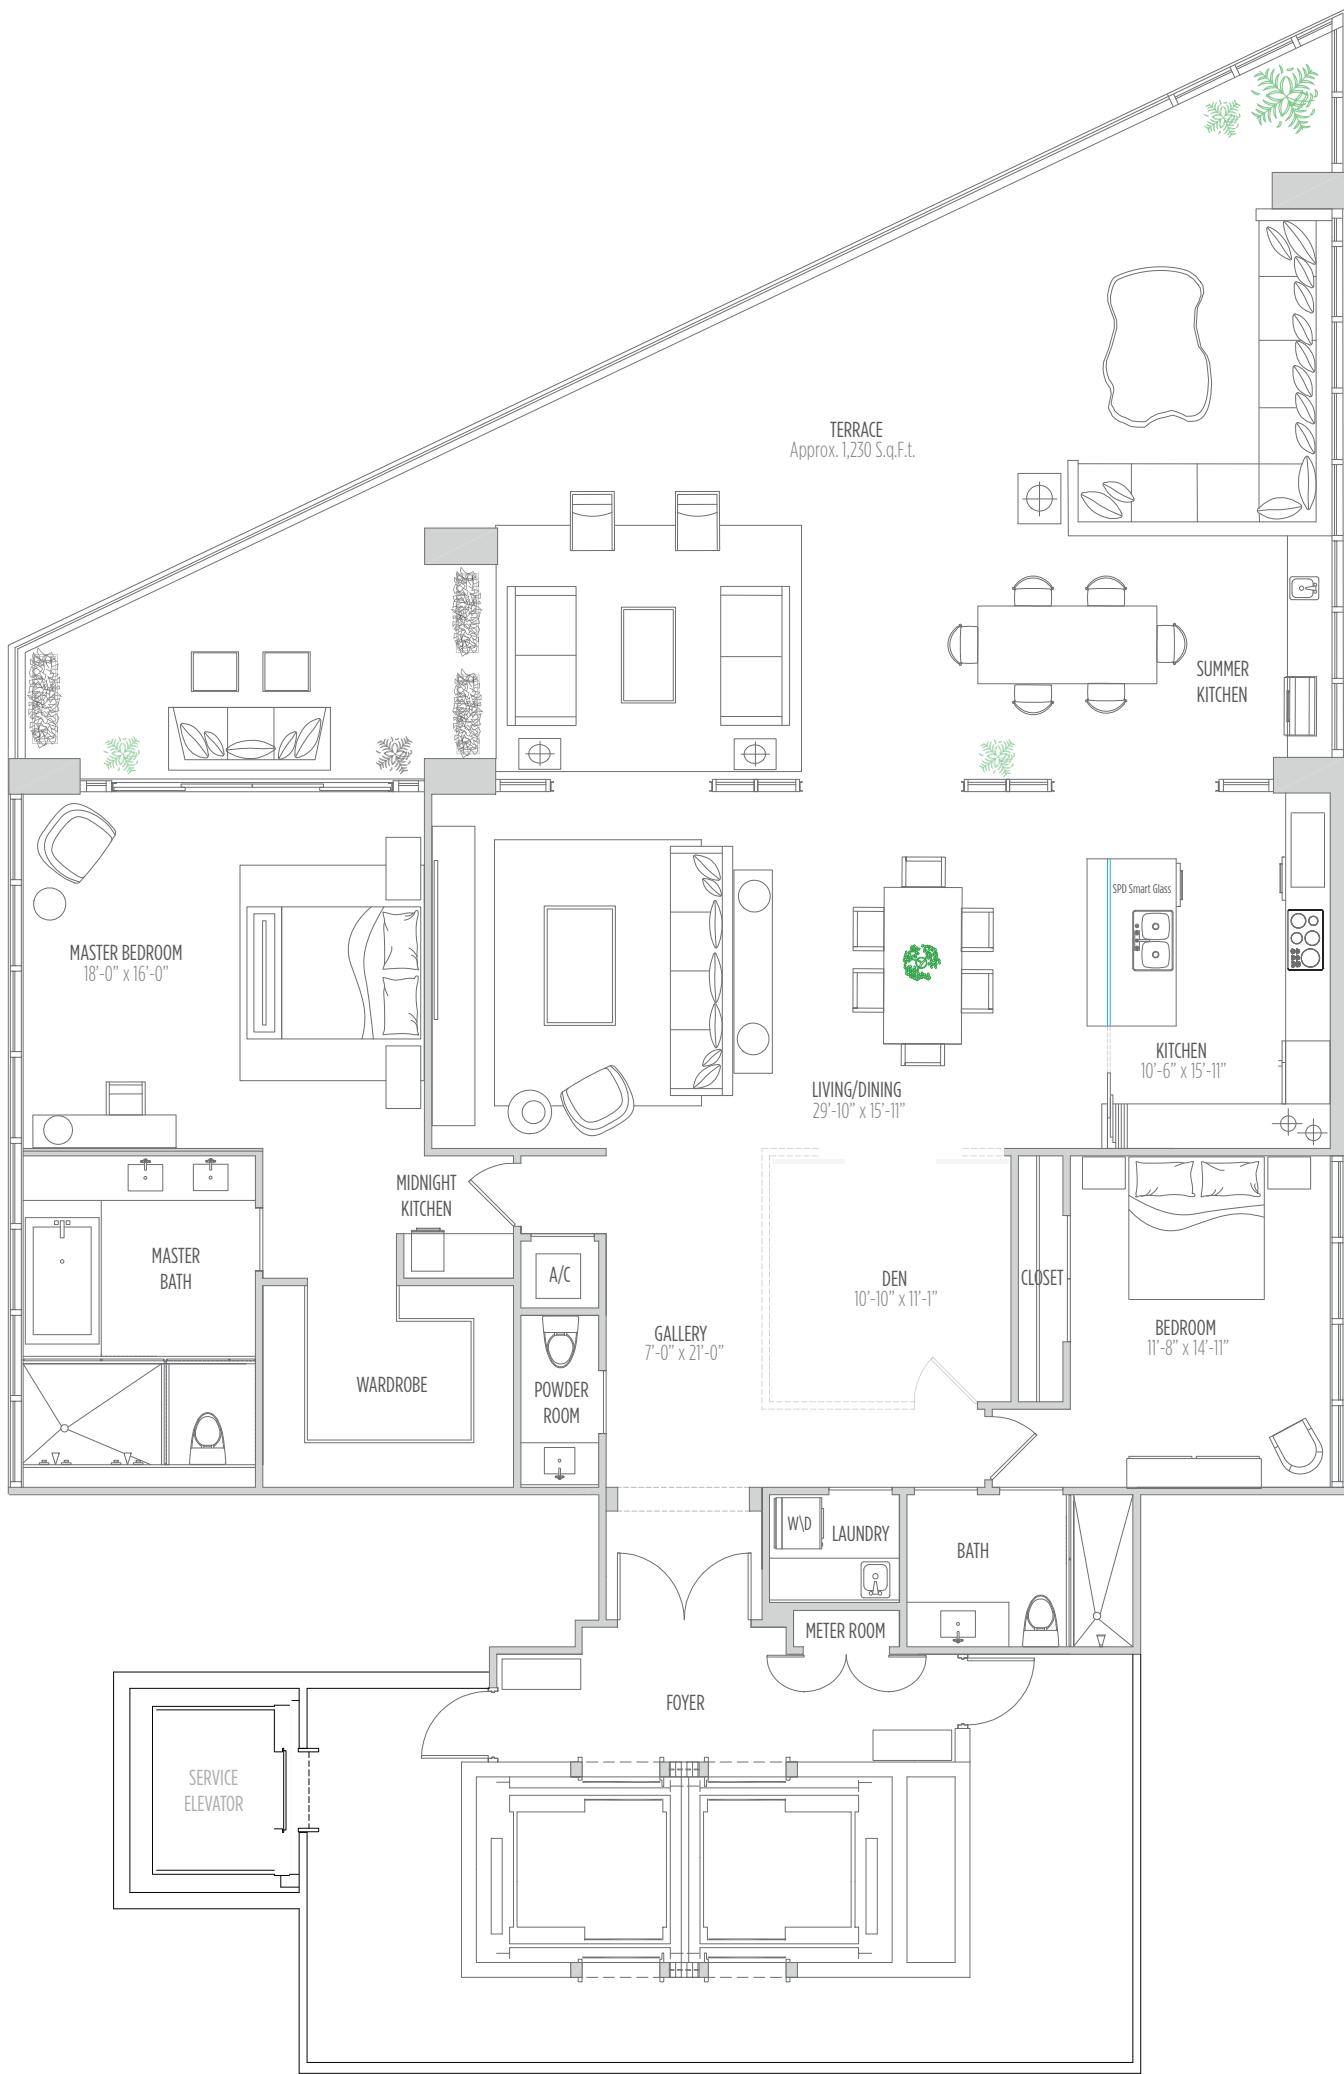 TERRACE
Approx. 1,230 S.q.F.t.
SUMMER
KITCHEN
SPD Smart Glass
MASTER BEDROOM
18'-0" x 16'-0"
KITCHEN
10'-6" x 15'-11"
LIVING/DINING
29'-10" x 15'-11"
MIDNIGHT
KITCHEN
MASTER
BATH
A/C
DEN
10'-10" x 11'-1"
CLOSET
GALLERY
7'-0" x 21'-0"
BEDROOM
11'-8" x 14'-11"
WARDROBE
POWDER
ROOM
W\D
LAUNDRY
BATH
METER ROOM
FOYER
SERVICE
ELEVATOR